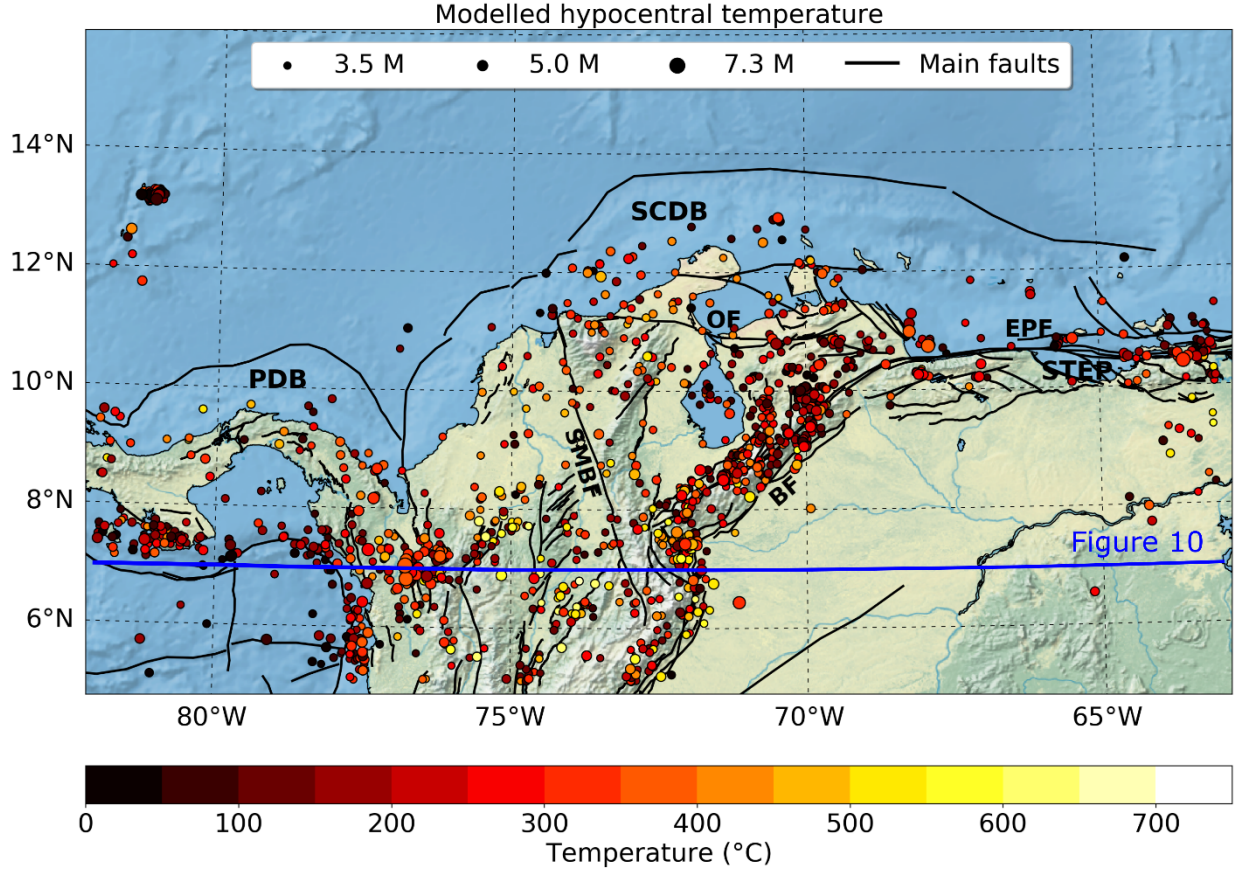 Modelled hypocentral temperature
3.5 M 5.0 M 7.3 M Main faults
14°N
SCDB
12°N
OF
EPF
STEP
10°N
PDB
SMBF
BF
8°N
Figure 10
6°N
80°W 75°W 70°W 65°W
0 100 200 300 400 500 600 700
Temperature (°C)